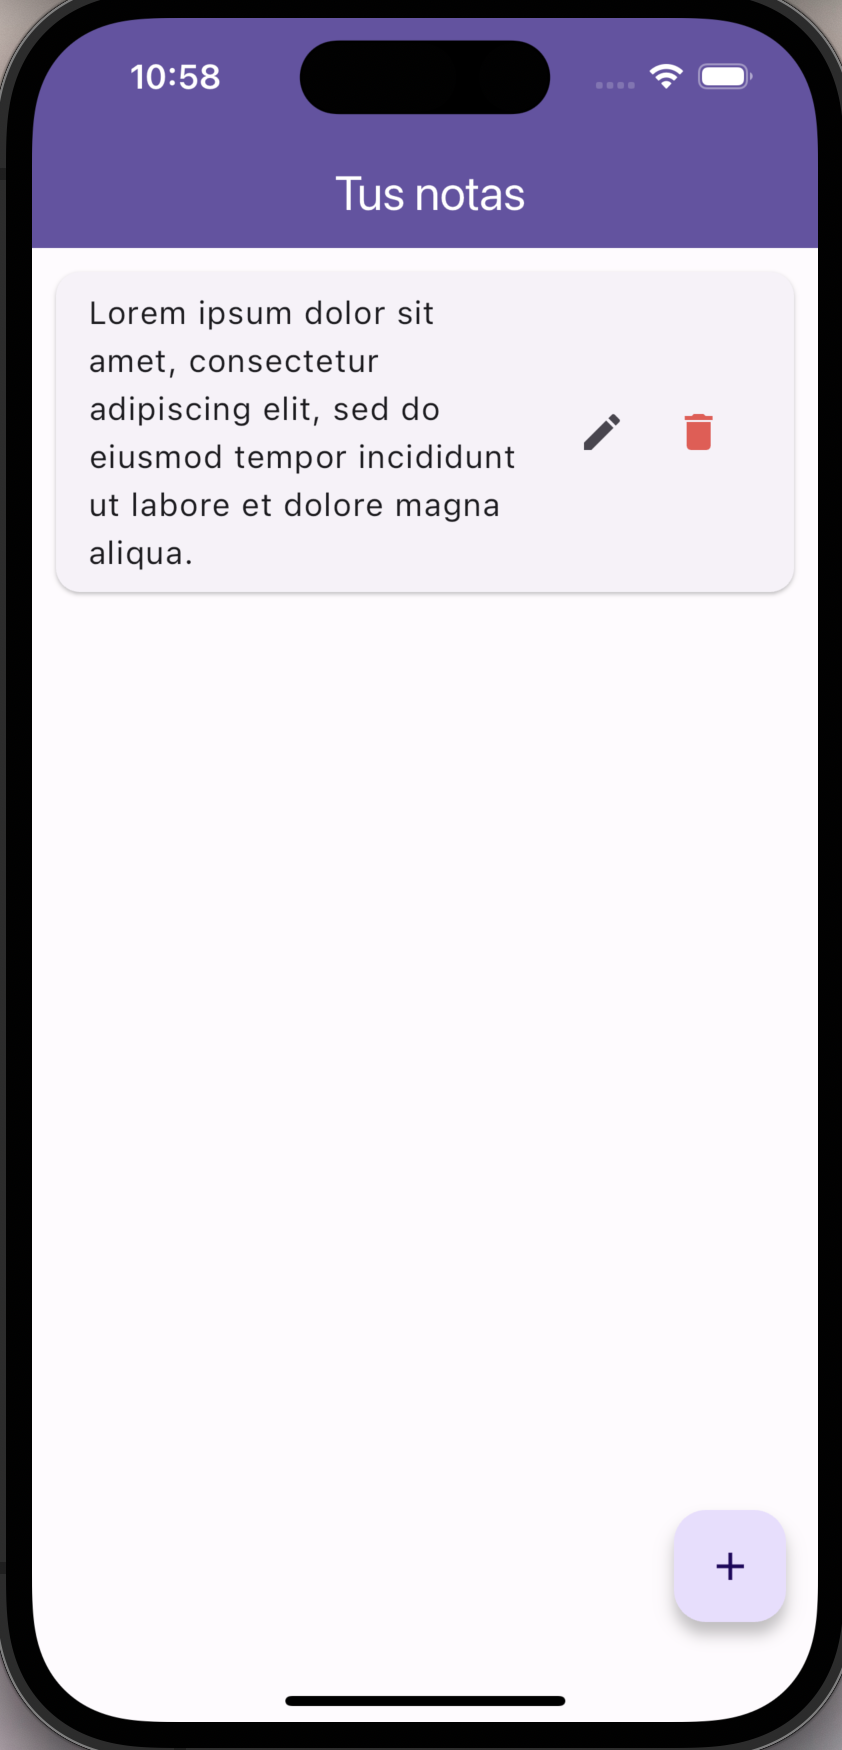 10:58
Tus notas
Lorem ipsum dolor sit
amet, consectetur
adipiscing elit, sed do
eiusmod tempor incididunt
ut labore et dolore magna
aliqua.